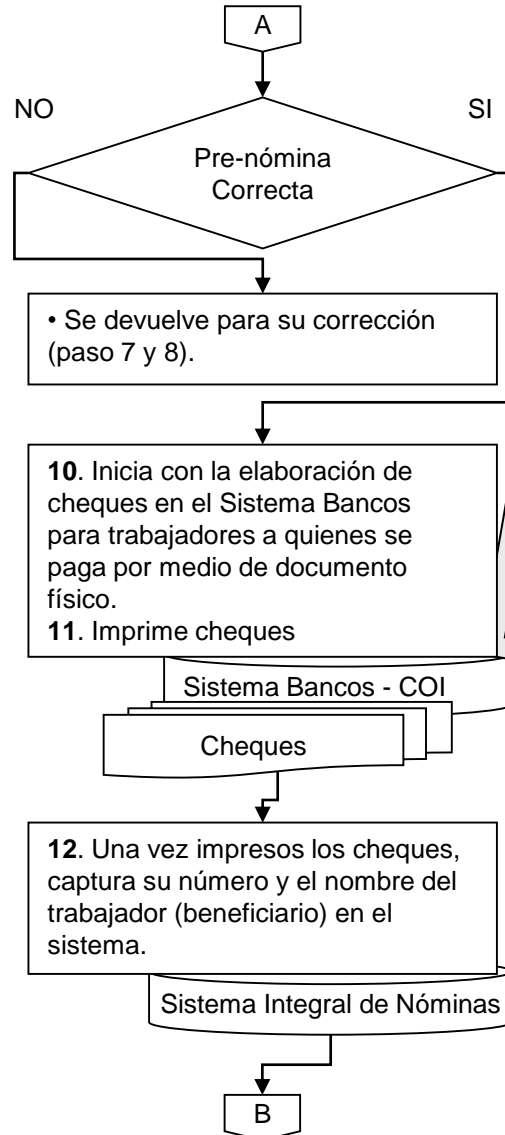 A
NO
SI
Pre-nómina
Correcta
• Se devuelve para su corrección
(paso 7 y 8).
10. Inicia con la elaboración de
cheques en el Sistema Bancos
para trabajadores a quienes se
paga por medio de documento
físico.
11. Imprime cheques
Sistema Bancos - COI
Cheques
12. Una vez impresos los cheques,
captura su número y el nombre del
trabajador (beneficiario) en el
sistema.
Sistema Integral de Nóminas
B